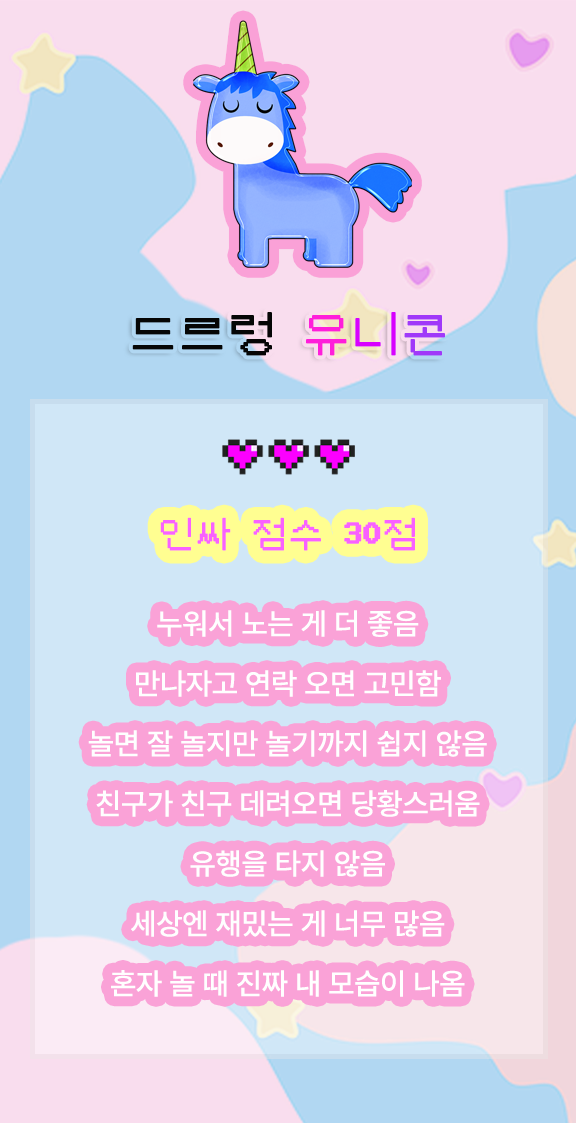 드르렁 유니콘
인싸 점수 30점
누워서 노는 게 더 좋음
만나자고 연락 오면 고민함
놀면 잘 놀지만 놀기까지 쉽지 않음
친구가 친구 데려오면 당황스러움
유행을 타지 않음
세상엔 재밌는 게 너무 많음
혼자 놀 때 진짜 내 모습이 나옴